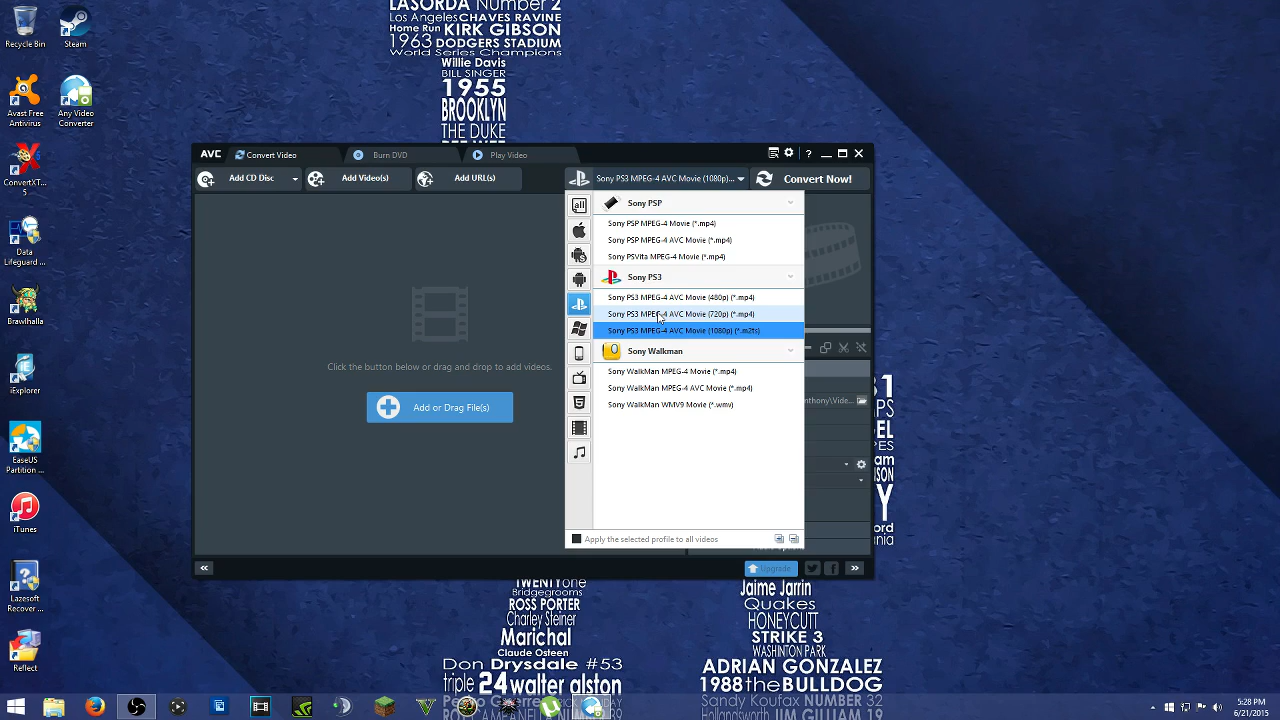 LASORDA Number 2
Los Angeles CHAVES RAVINE
Home Run KIRK GIBSON
1963 DODGERS STADIUM
World Series Champions
Willie Davis
BILL SINGER
1955
BROOKLYN
THE DUKE
Recycle Bin
Steam
Avast Free
Antivirus
Any Video
Converter
ConvertXT...
5
Data
Lifeguard ...
Brawlhalla
iExplorer
EaseUS
Partition ...
iTunes
Lazesoft
Recover ...
Reflect
AVC
Convert Video
Burn DVD
Play Video
?
Add CD Disc
Add Video(s)
Add URL(s)
Sony PS3 MPEG-4 AVC Movie (1080p)...
Convert Now!
all
Sony PSP
Sony PSP MPEG-4 Movie (*.mp4)
Sony PSP MPEG-4 AVC Movie (*.mp4)
Sony PSVita MPEG-4 Movie (*.mp4)
Sony PS3
Sony PS3 MPEG-4 AVC Movie (480p) (*.mp4)
Sony PS3 MPEG-4 AVC Movie (720p) (*.mp4)
Sony PS3 MPEG-4 AVC Movie (1080p) (*.m2ts)
Sony Walkman
Sony WalkMan MPEG-4 Movie (*.mp4)
Sony WalkMan MPEG-4 AVC Movie (*.mp4)
Sony WalkMan WMV9 Movie (*.wmv)
Click the button below or drag and drop to add videos.
Add or Drag File(s)
Apply the selected profile to all videos
Upgrade
TWENTYone
Bridgegrooms
ROSS PORTER
Charley Steiner
Marichal
Claude Osteen
Don Drysdale #53
triple 24 walter alston
Jaime Jarrin
Quakes
HONEYCUTT
STRIKE 3
WASHINTON PARK
ADRIAN GONZALEZ
1988 the BULLDOG
Sandy Koufax NUMBER 32
Hollandsworth JIM GILLIAM 19
5:28 PM
6/21/2015